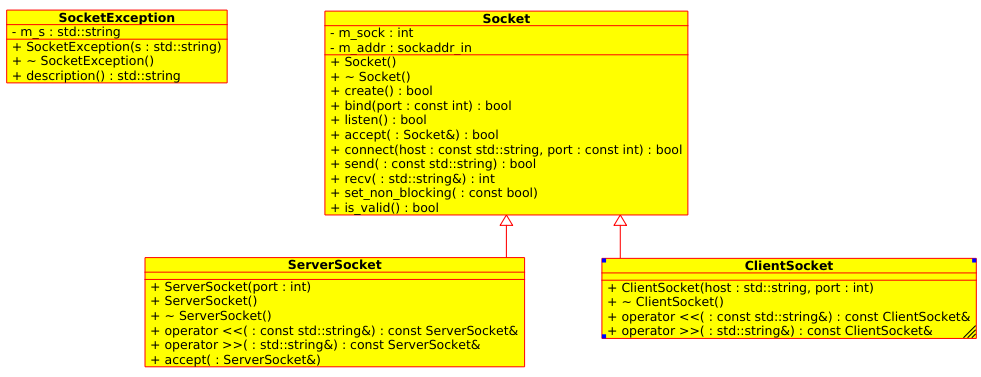 SocketException
- m_s : std::string
+ SocketException(s : std::string)
+ ~ SocketException()
+ description() : std::string
Socket
- m_sock : int
- m_addr : sockaddr_in
+ Socket()
+ ~ Socket()
+ create() : bool
+ bind(port : const int) : bool
+ listen() : bool
+ accept( : Socket&) : bool
+ connect(host : const std::string, port : const int) : bool
+ send( : const std::string) : bool
+ recv( : std::string&) : int
+ set_non_blocking( : const bool)
+ is_valid() : bool
ServerSocket
+ ServerSocket(port : int)
+ ServerSocket()
+ ~ ServerSocket()
+ operator <<( : const std::string&) : const ServerSocket&
+ operator >>( : std::string&) : const ServerSocket&
+ accept( : ServerSocket&)
ClientSocket
+ ClientSocket(host : std::string, port : int)
+ ~ ClientSocket()
+ operator <<( : const std::string&) : const ClientSocket&
+ operator >>( : std::string&) : const ClientSocket&